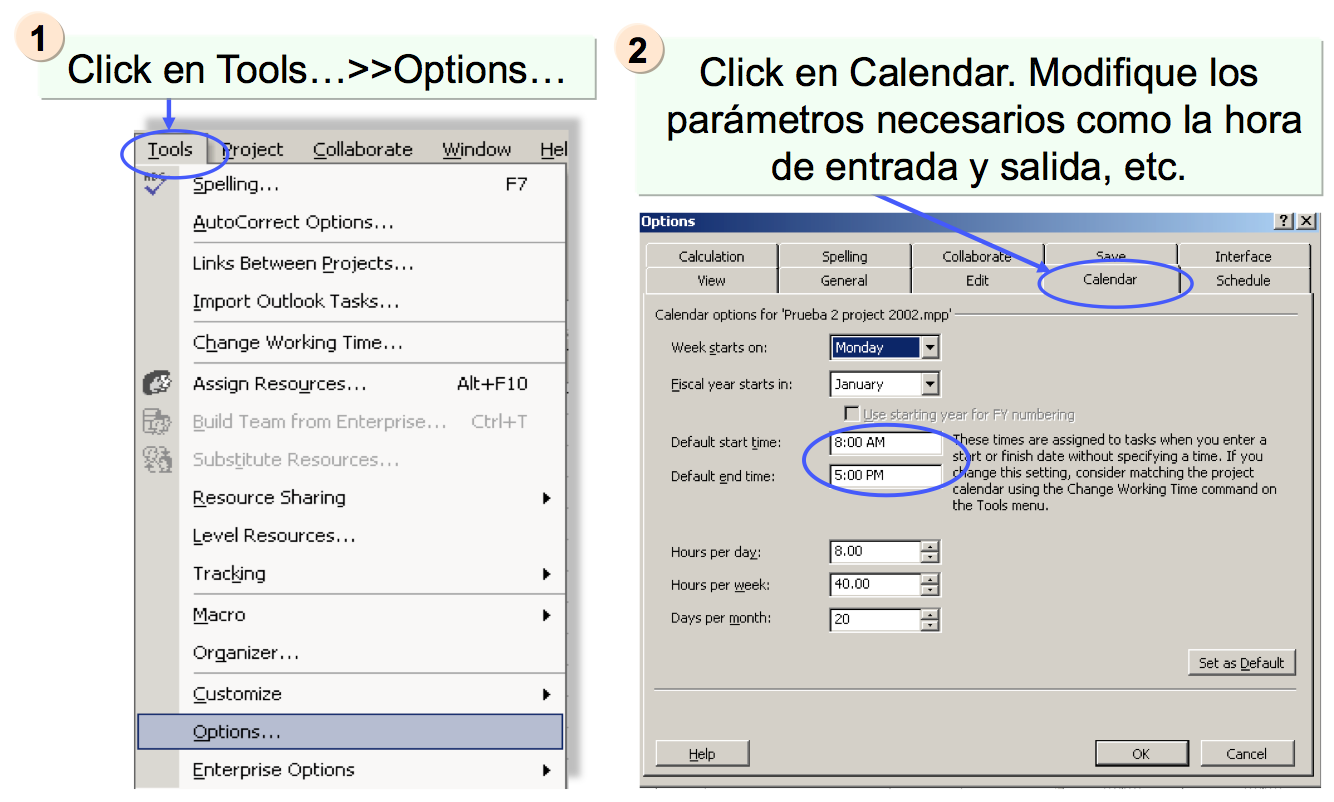 1
Click en Tools…>>Options…
Tools Project Collaborate Window Hel
Spelling... F7
AutoCorrect Options...
Links Between Projects...
Import Outlook Tasks...
Change Working Time...
Assign Resources... Alt+F10
Build Team from Enterprise... Ctrl+T
Substitute Resources...
Resource Sharing
Level Resources...
Tracking
Macro
Organizer...
Customize
Options...
Enterprise Options
2
Click en Calendar. Modifique los
parámetros necesarios como la hora
de entrada y salida, etc.
Options
Calculation Spelling Collaborate Save Interface
View General Edit Calendar Schedule
Calendar options for 'Prueba 2 project 2002.mpp'
Week starts on: Monday
Fiscal year starts in: January
Use starting year for FY numbering
Default start time: 8:00 AM
Default end time: 5:00 PM
These times are assigned to tasks when you enter a
start or finish date without specifying a time. If you
change this setting, consider matching the project
calendar using the Change Working Time command on
the Tools menu.
Hours per day: 8.00
Hours per week: 40.00
Days per month: 20
Set as Default
Help OK Cancel